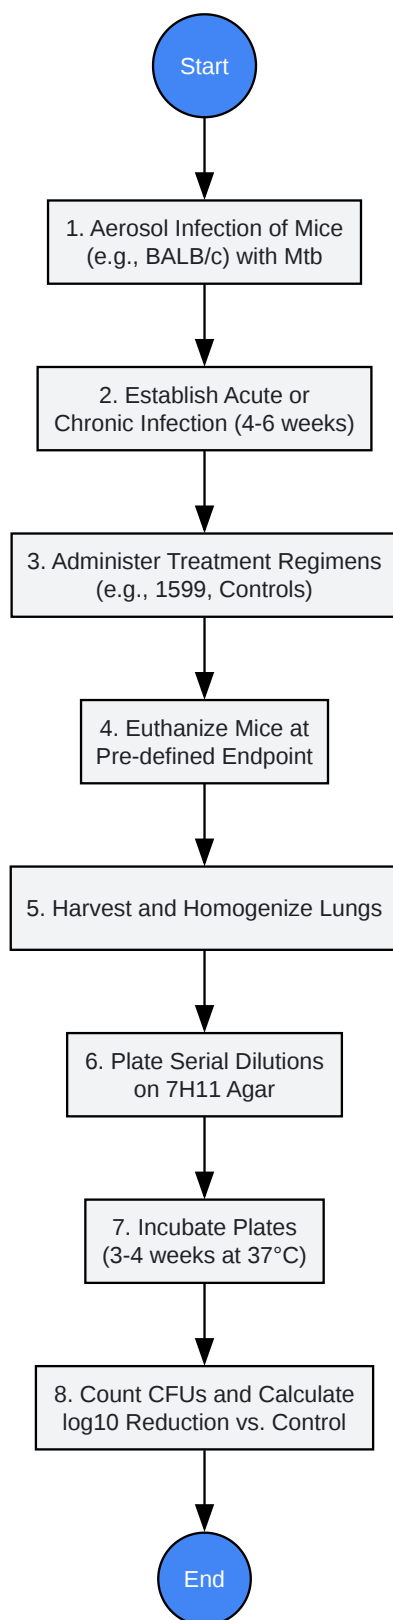 Start
1. Aerosol Infection of Mice
(e.g., BALB/c) with Mtb
2. Establish Acute or
Chronic Infection (4-6 weeks)
3. Administer Treatment Regimens
(e.g., 1599, Controls)
4. Euthanize Mice at
Pre-defined Endpoint
5. Harvest and Homogenize Lungs
6. Plate Serial Dilutions
on 7H11 Agar
7. Incubate Plates
(3-4 weeks at 37°C)
8. Count CFUs and Calculate
log10 Reduction vs. Control
End